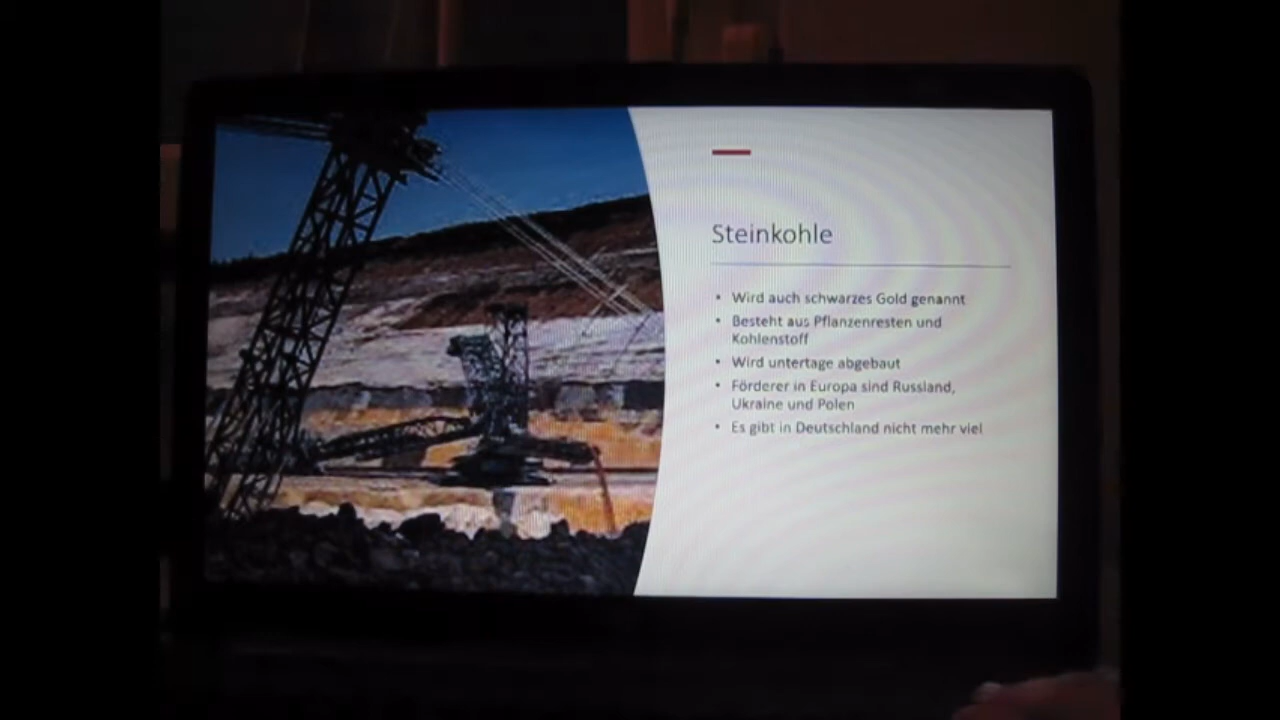 Steinkohle
• Wird auch schwarzes Gold genannt
• Besteht aus Pflanzenresten und
Kohlenstoff
• Wird untertage abgebaut
• Förderer in Europa sind Russland,
Ukraine und Polen
• Es gibt in Deutschland nicht mehr viel